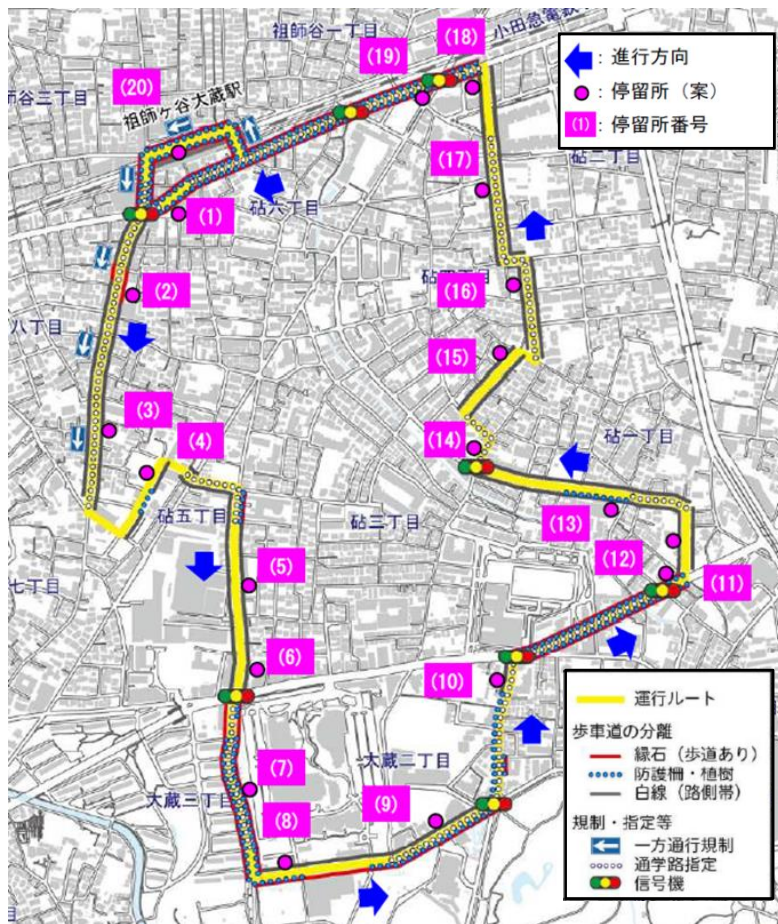 祖師谷一丁目
小田急電鉄
(18)
(19)
(20)
祖師ケ谷大蔵駅
：進行方向
：停留所（案）
(1)：停留所番号
師谷三丁目
砧二丁目
(17)
砧六丁目
(1)
(2)
(16)
八丁目
(15)
(3)
(4)
(14)
砧一丁目
砧五丁目
砧三丁目
(13)
(5)
(12)
(11)
七丁目
(6)
(10)
大蔵二丁目
(7)
大蔵三丁目
(9)
(8)
運行ルート
歩車道の分離
縁石（歩道あり）
防護柵・植樹
白線（路側帯）
規制・指定等
一方通行規制
通学路指定
信号機
目